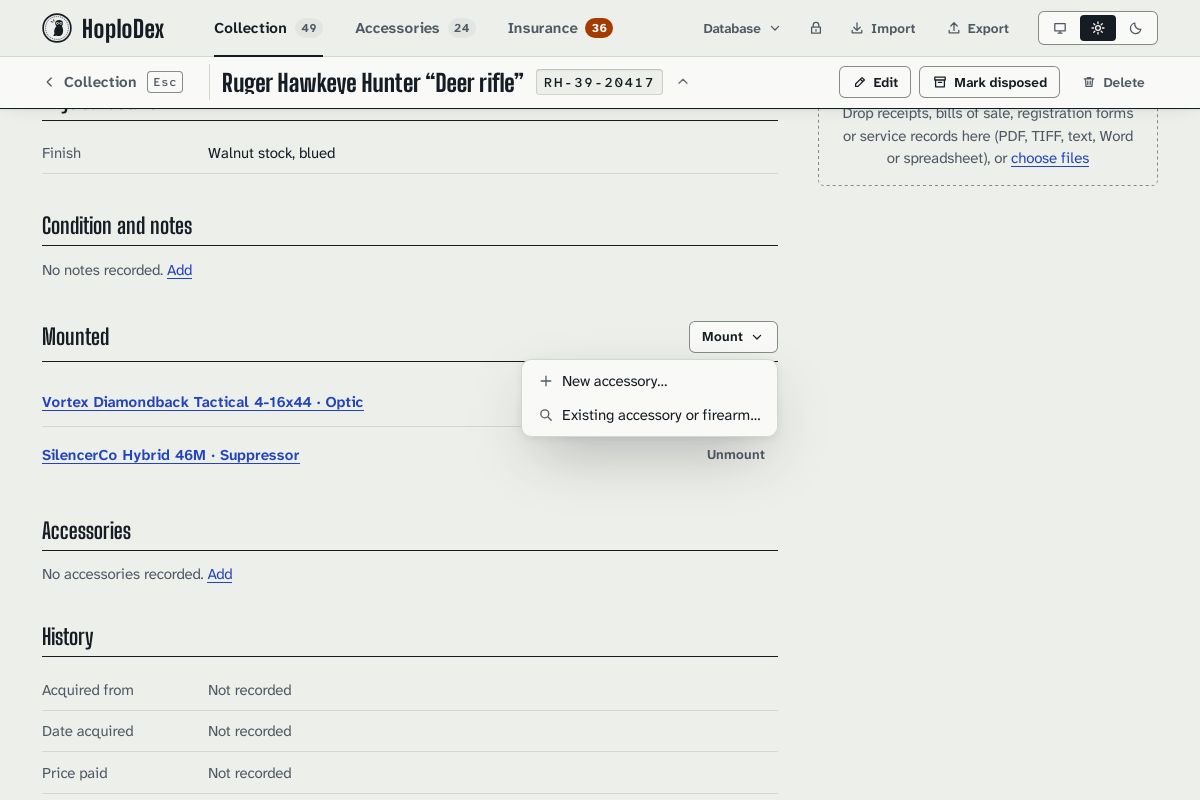 HoploDex
Collection 49
Accessories 24
Insurance 36
Database
Import
Export
Collection Esc
Ruger Hawkeye Hunter “Deer rifle”
RH-39-20417
Edit
Mark disposed
Delete
Drop receipts, bills of sale, registration forms
or service records here (PDF, TIFF, text, Word
or spreadsheet), or choose files
Finish Walnut stock, blued
Condition and notes
No notes recorded. Add
Mounted
Mount
New accessory…
Existing accessory or firearm…
Vortex Diamondback Tactical 4-16x44 · Optic
SilencerCo Hybrid 46M · Suppressor
Unmount
Accessories
No accessories recorded. Add
History
Acquired from Not recorded
Date acquired Not recorded
Price paid Not recorded